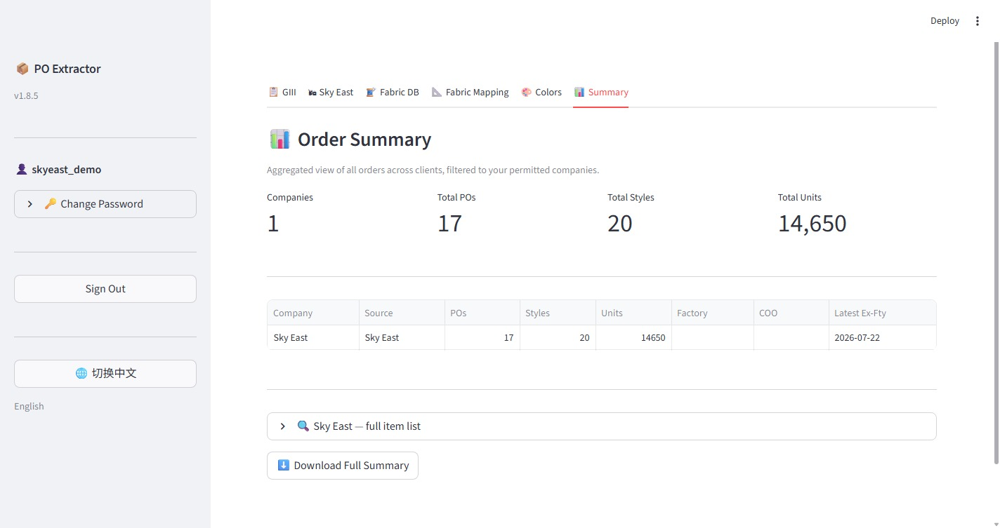 Deploy
PO Extractor
v1.8.5
skyeast_demo
Change Password
Sign Out
切换中文
English
GIII Sky East Fabric DB Fabric Mapping Colors Summary
Order Summary
Aggregated view of all orders across clients, filtered to your permitted companies.
Companies Total POs Total Styles Total Units
1 17 20 14,650
Company Source POs Styles Units Factory COO Latest Ex-Fty
Sky East Sky East 17 20 14650 2026-07-22
Sky East — full item list
Download Full Summary